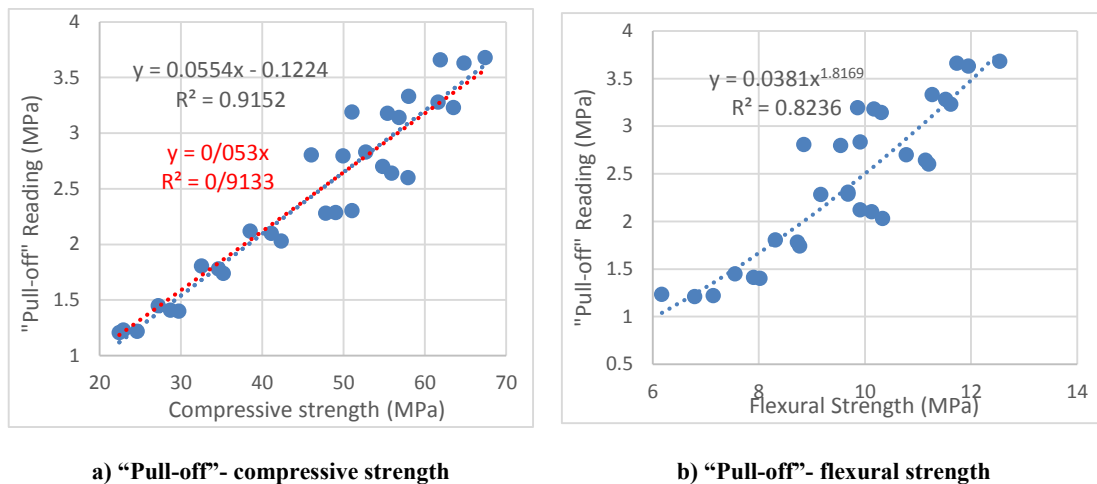 4
3.5
3
2.5
2
1.5
1
"Pull-off" Reading (MPa)
y = 0.0554x - 0.1224
R² = 0.9152
y = 0/053x
R² = 0/9133
20 30 40 50 60 70
Compressive strength (MPa)
a) “Pull-off”- compressive strength
4
3.5
3
2.5
2
1.5
1
0.5
"Pull-off" Reading (MPa)
y = 0.0381x^1.8169
R² = 0.8236
6 8 10 12 14
Flexural Strength (MPa)
b) “Pull-off”- flexural strength